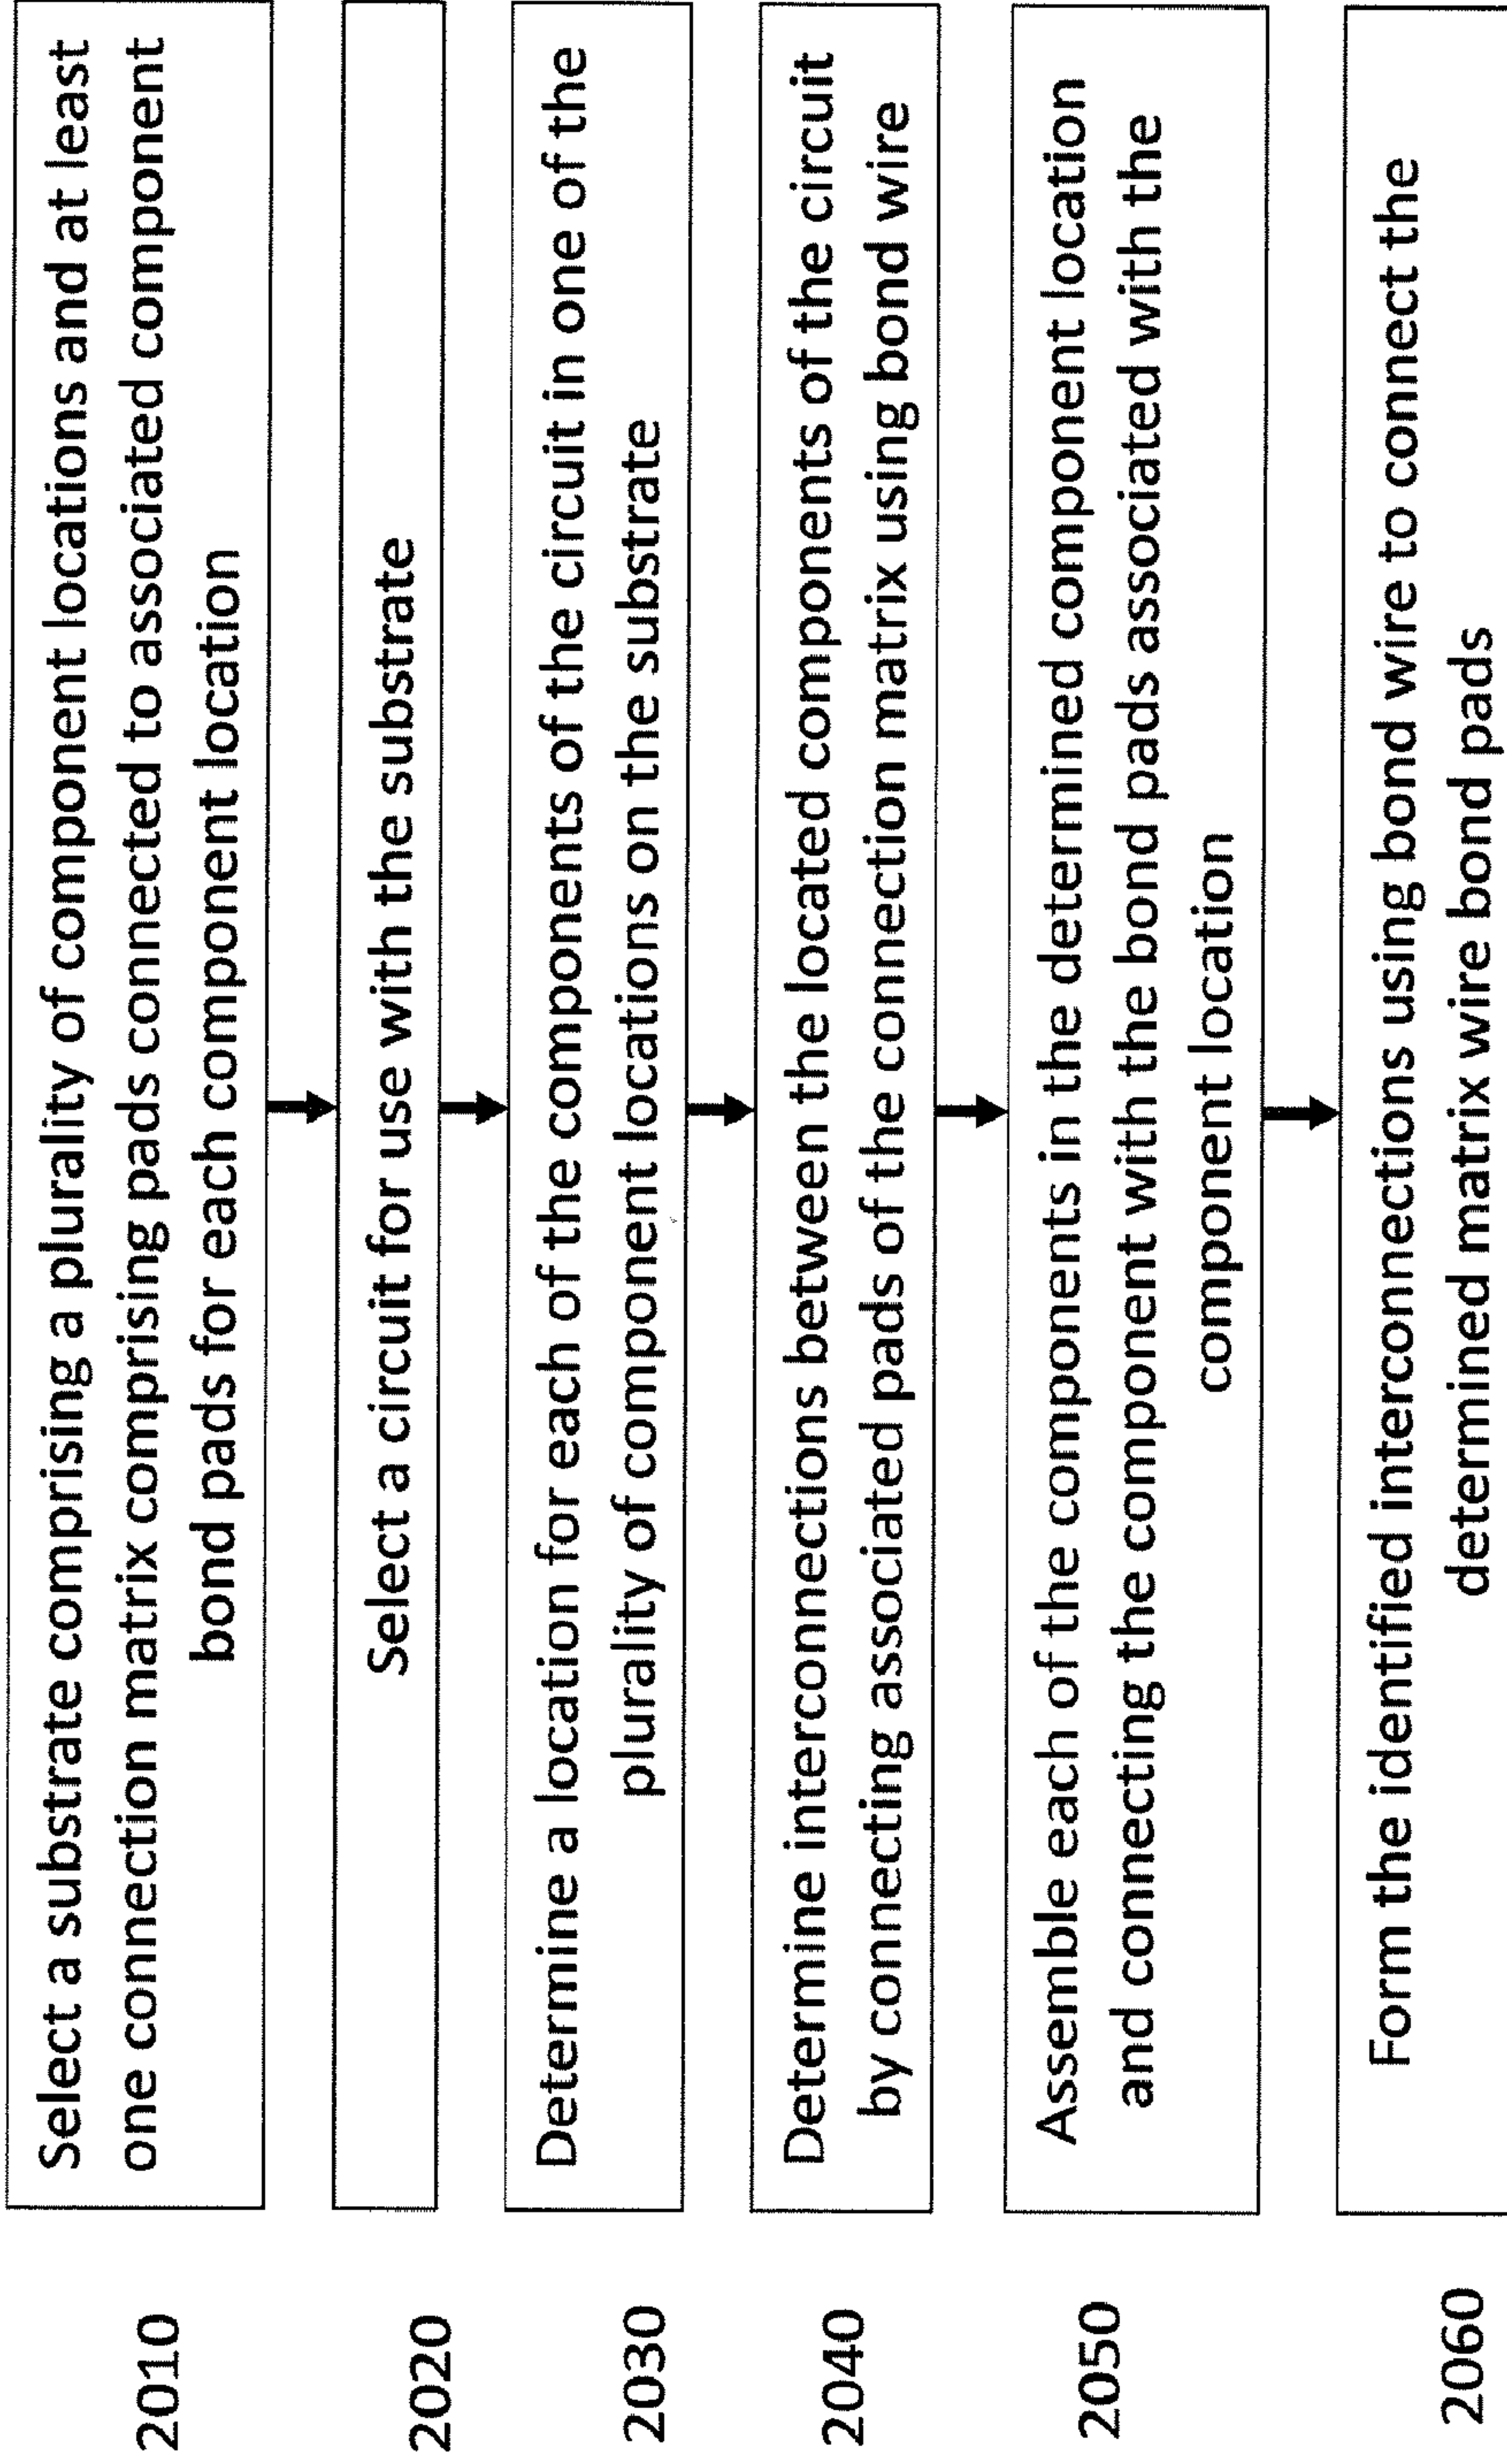 2010
Select a substrate comprising a plurality of component locations and at least
one connection matrix comprising pads connected to associated component
bond pads for each component location
2020
Select a circuit for use with the substrate
2030
Determine a location for each of the components of the circuit in one of the
plurality of component locations on the substrate
2040
Determine interconnections between the located components of the circuit
by connecting associated pads of the connection matrix using bond wire
2050
Assemble each of the components in the determined component location
and connecting the component with the bond pads associated with the
component location
2060
Form the identified interconnections using bond wire to connect the
determined matrix wire bond pads